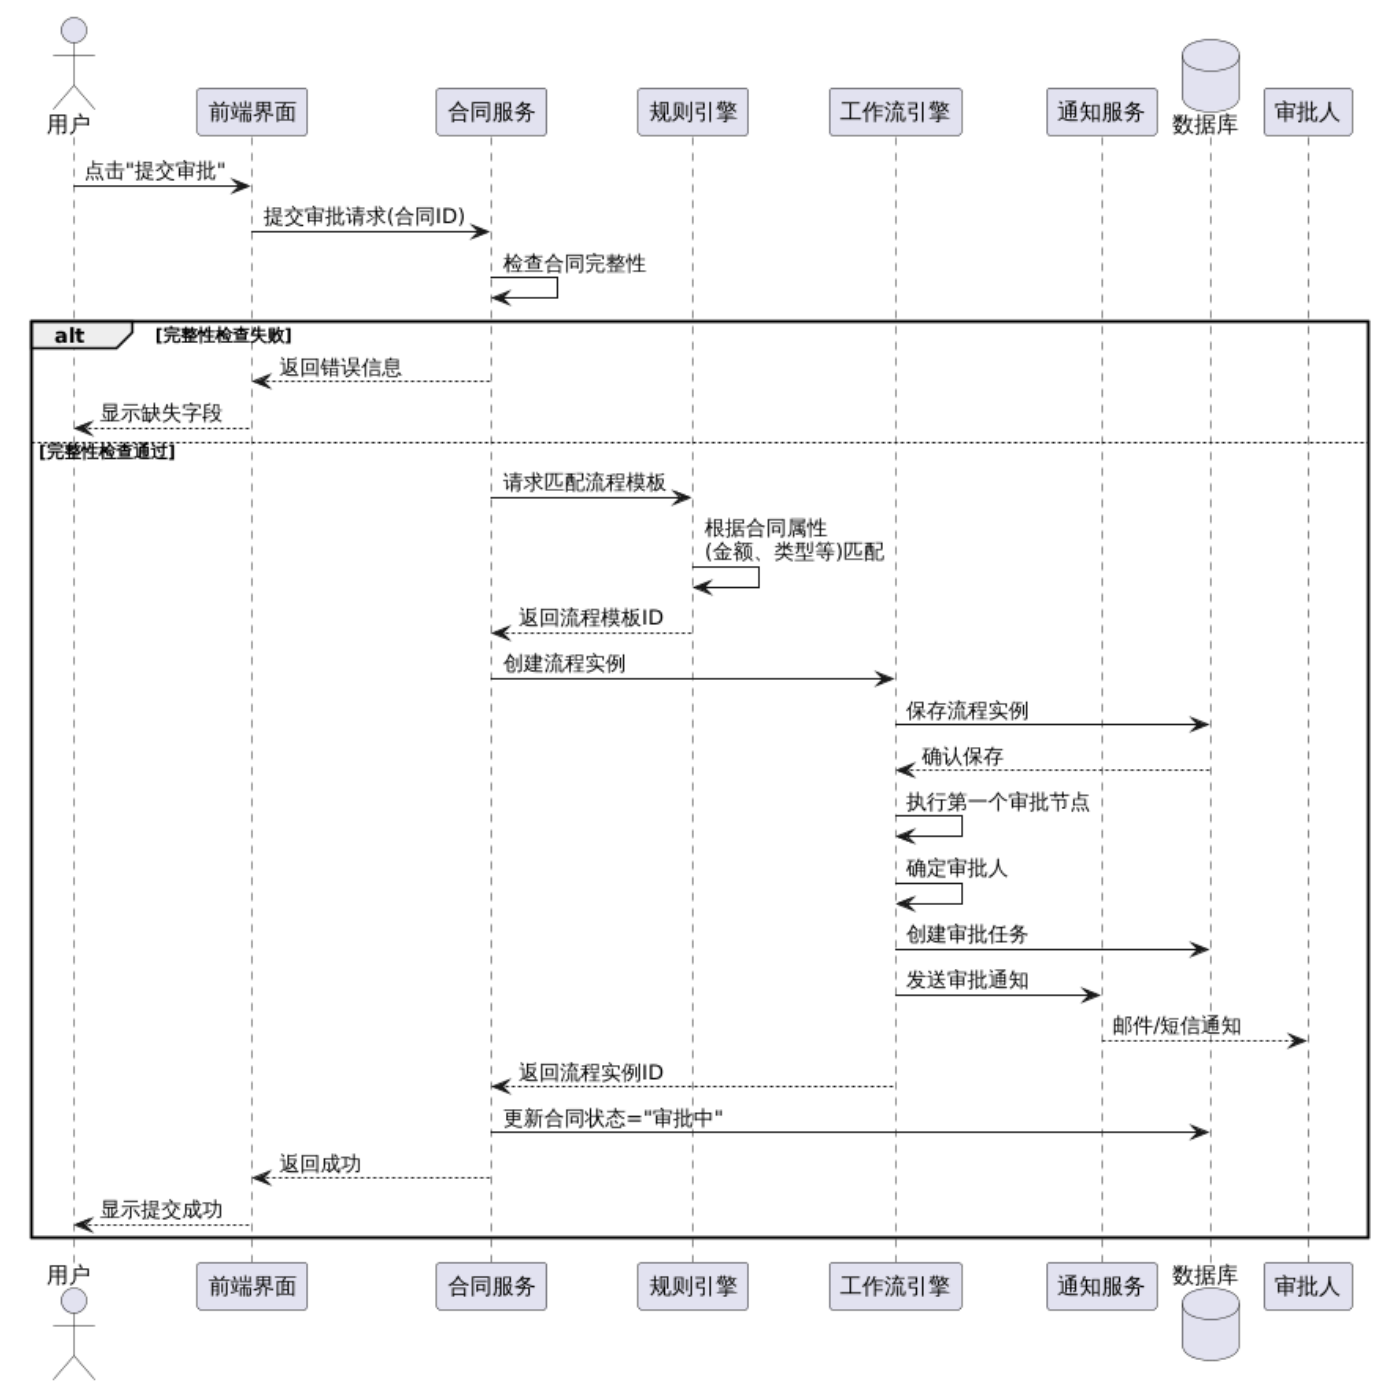 用户
前端界面
合同服务
规则引擎
工作流引擎
通知服务
数据库
审批人
点击"提交审批"
提交审批请求(合同ID)
检查合同完整性
alt [完整性检查失败]
返回错误信息
显示缺失字段
[完整性检查通过]
请求匹配流程模板
根据合同属性
(金额、类型等)匹配
返回流程模板ID
创建流程实例
保存流程实例
确认保存
执行第一个审批节点
确定审批人
创建审批任务
发送审批通知
邮件/短信通知
返回流程实例ID
更新合同状态="审批中"
返回成功
显示提交成功
用户
前端界面
合同服务
规则引擎
工作流引擎
通知服务
数据库
审批人